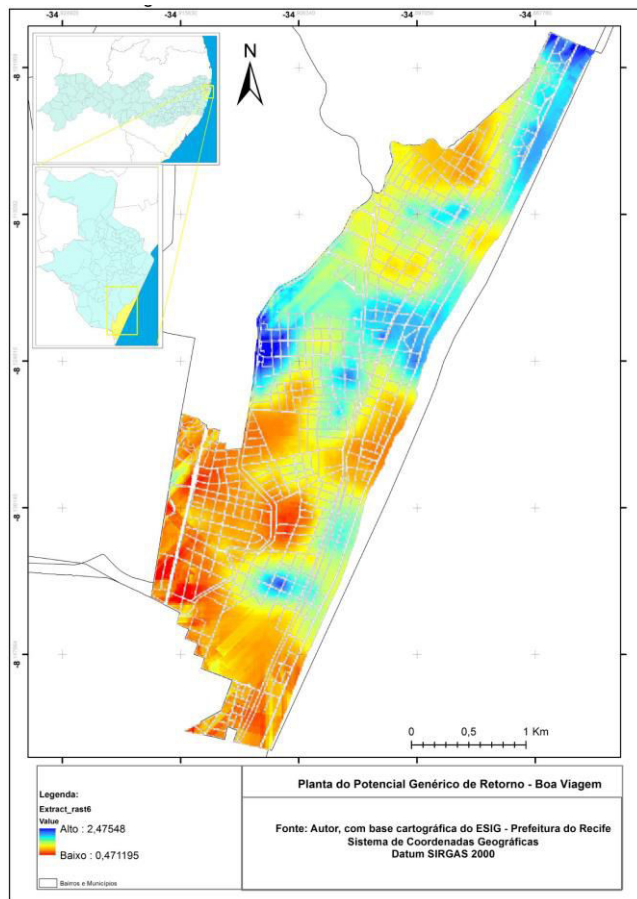 N
0 0,5 1 Km
Legenda:
Extract_rast6
Value
Alto : 2,47548
Baixo : 0,471195
Bairros e Municípios
Planta do Potencial Genérico de Retorno - Boa Viagem
Fonte: Autor, com base cartográfica do ESIG - Prefeitura do Recife
Sistema de Coordenadas Geográficas
Datum SIRGAS 2000